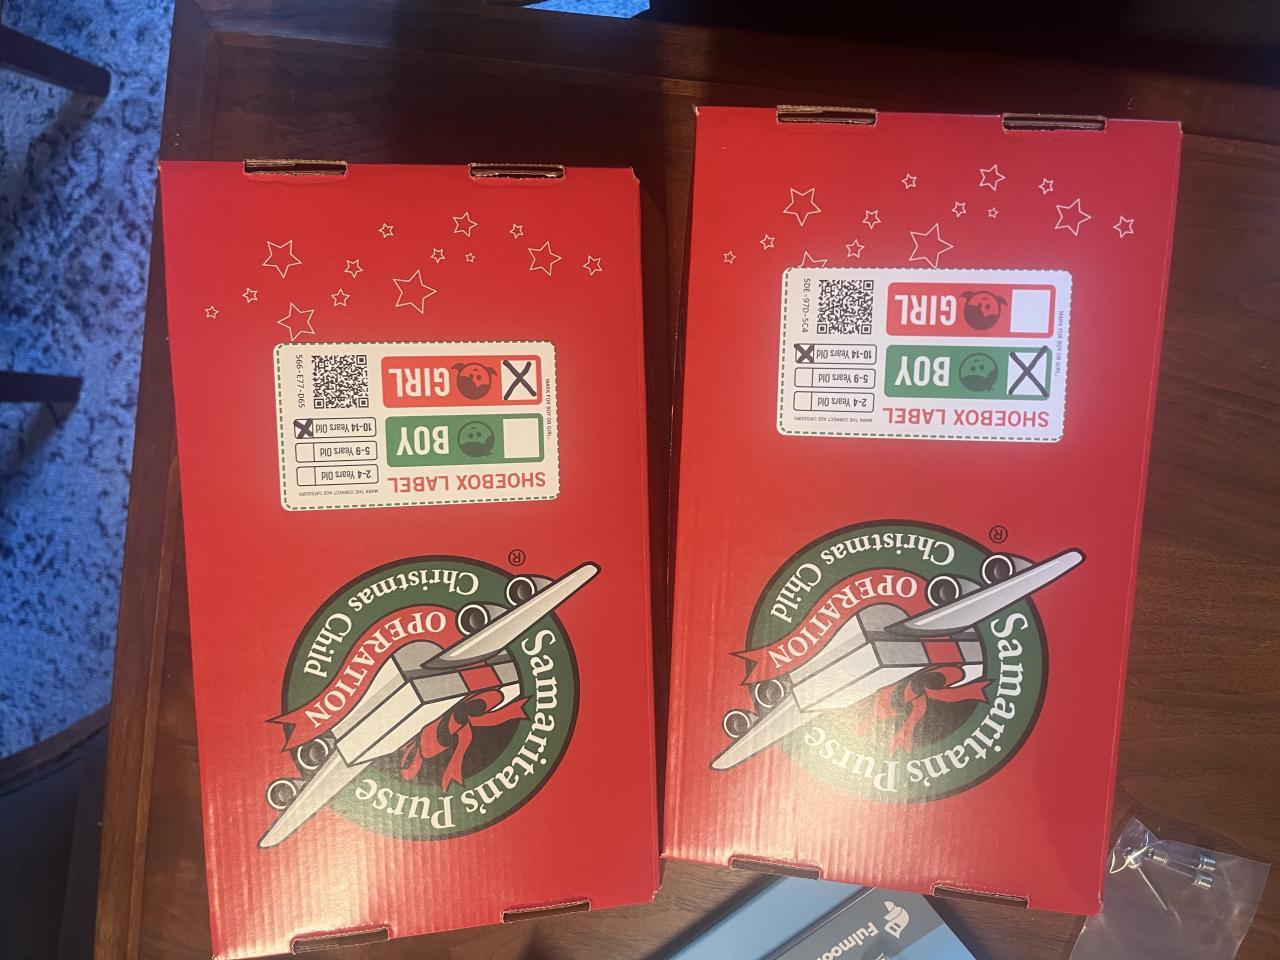 SHOEBOX LABEL
MARK THE CORRECT AGE CATEGORY:
BOY
2-4 Years Old
5-9 Years Old
GIRL
10-14 Years Old
MARK FOR BOY OR GIRL:
566-E77-D65
Samaritan's Purse
OPERATION
Christmas Child
®
SHOEBOX LABEL
MARK THE CORRECT AGE CATEGORY:
BOY
2-4 Years Old
5-9 Years Old
GIRL
10-14 Years Old
MARK FOR BOY OR GIRL:
5DE-97D-5C4
Samaritan's Purse
OPERATION
Christmas Child
®